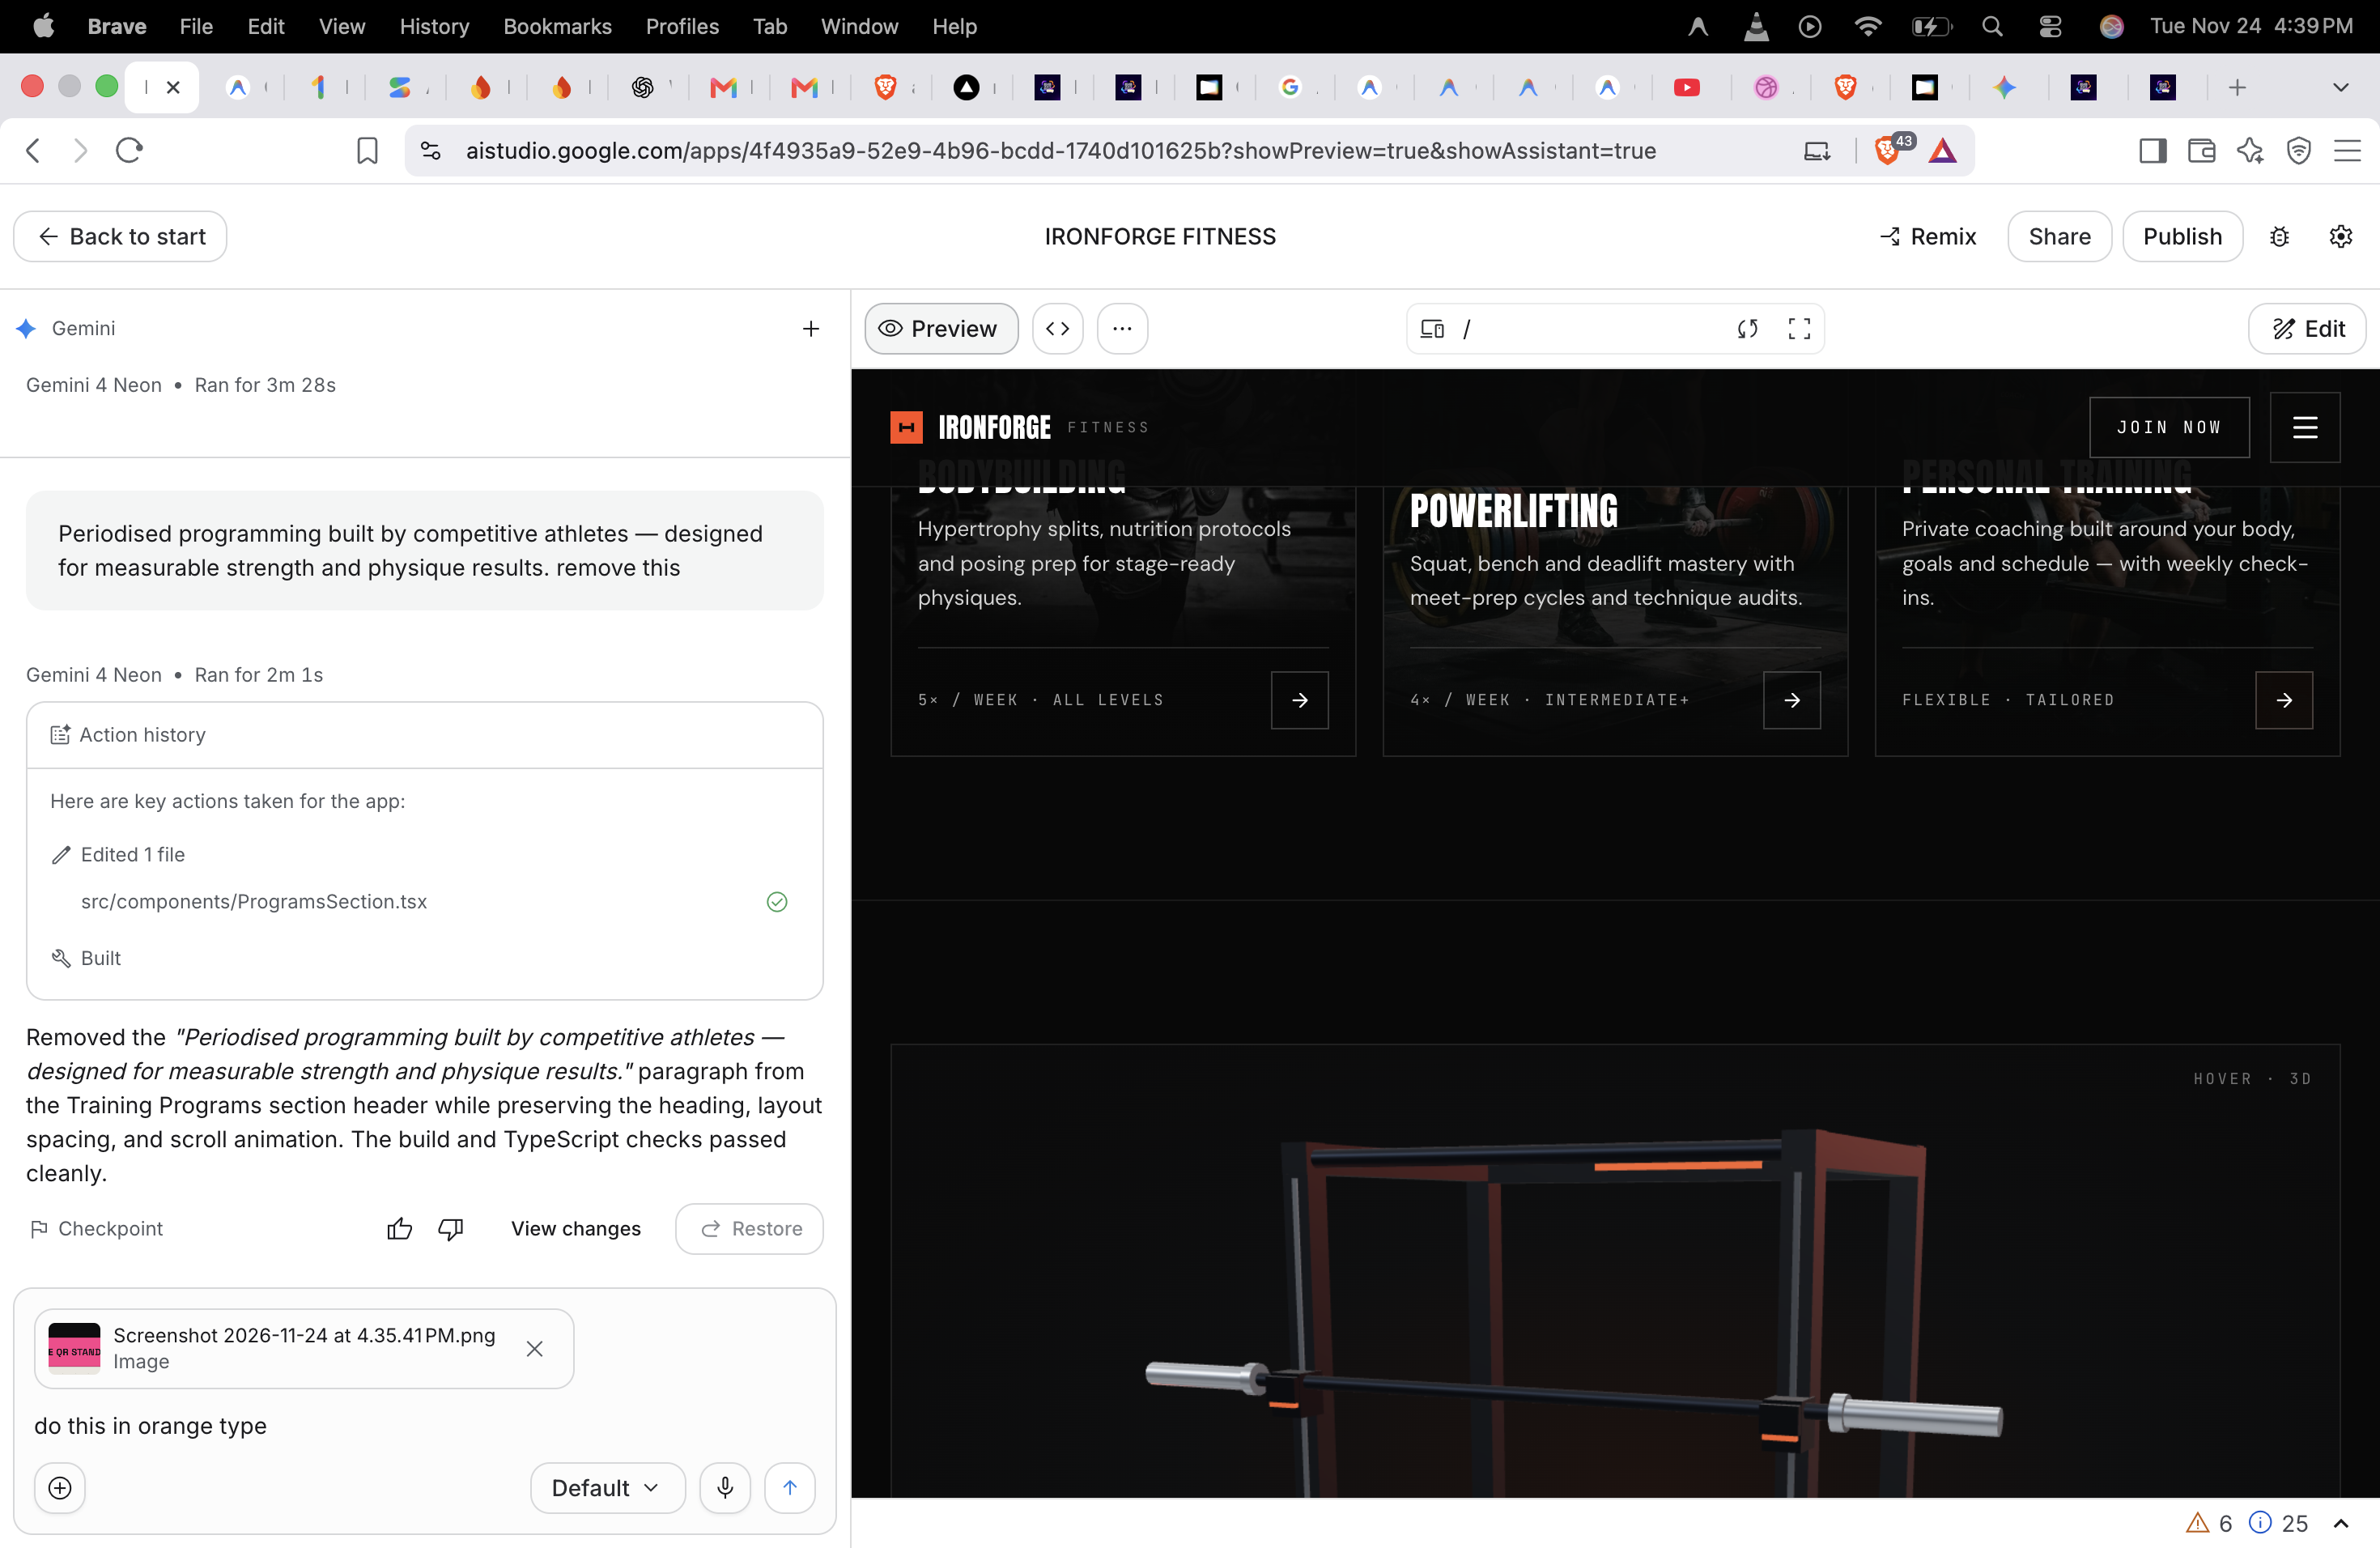 Brave File Edit View History Bookmarks Profiles Tab Window Help
Tue Nov 24 4:39 PM
aistudio.google.com/apps/4f4935a9-52e9-4b96-bcdd-1740d101625b?showPreview=true&showAssistant=true
43
Back to start
IRONFORGE FITNESS
Remix
Share
Publish
Gemini
Gemini 4 Neon • Ran for 3m 28s
Periodised programming built by competitive athletes — designed
for measurable strength and physique results. remove this
Gemini 4 Neon • Ran for 2m 1s
Action history
Here are key actions taken for the app:
Edited 1 file
src/components/ProgramsSection.tsx
Built
Removed the "Periodised programming built by competitive athletes —
designed for measurable strength and physique results." paragraph from
the Training Programs section header while preserving the heading, layout
spacing, and scroll animation. The build and TypeScript checks passed
cleanly.
Checkpoint
View changes
Restore
E QR STAND
Screenshot 2026-11-24 at 4.35.41 PM.png
Image
do this in orange type
Default
Preview
/
Edit
IRONFORGE FITNESS
JOIN NOW
BODYBUILDING
Hypertrophy splits, nutrition protocols
and posing prep for stage-ready
physiques.
5× / WEEK · ALL LEVELS
POWERLIFTING
Squat, bench and deadlift mastery with
meet-prep cycles and technique audits.
4× / WEEK · INTERMEDIATE+
PERSONAL TRAINING
Private coaching built around your body,
goals and schedule — with weekly check-
ins.
FLEXIBLE · TAILORED
HOVER · 3D
6
25